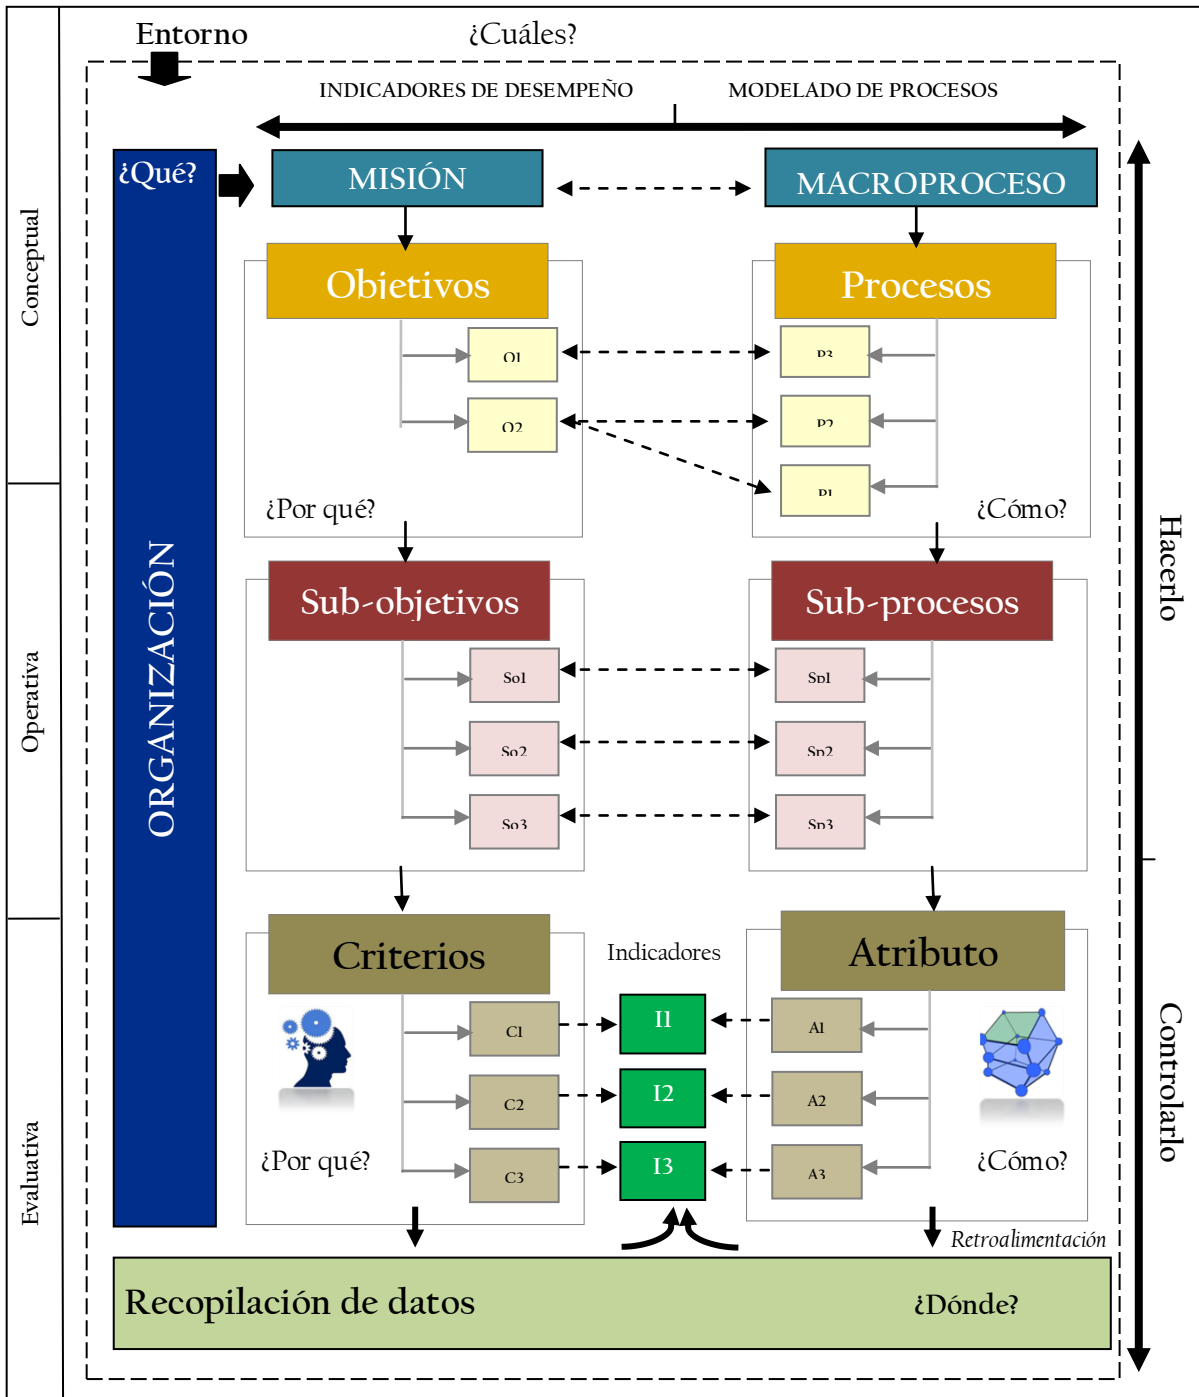 Entorno
¿Cuáles?
INDICADORES DE DESEMPEÑO
MODELADO DE PROCESOS
¿Qué?
MISIÓN
MACROPROCESO
Conceptual
Objetivos
Procesos
O1
P3
O2
P2
P1
¿Por qué?
¿Cómo?
Hacerlo
ORGANIZACIÓN
Operativa
Sub-objetivos
Sub-procesos
So1
Sp1
So2
Sp2
So3
Sp3
Evaluativa
Criterios
Indicadores
Atributo
C1
I1
A1
C2
I2
A2
C3
I3
A3
¿Por qué?
¿Cómo?
Controlarlo
Retroalimentación
Recopilación de datos
¿Dónde?